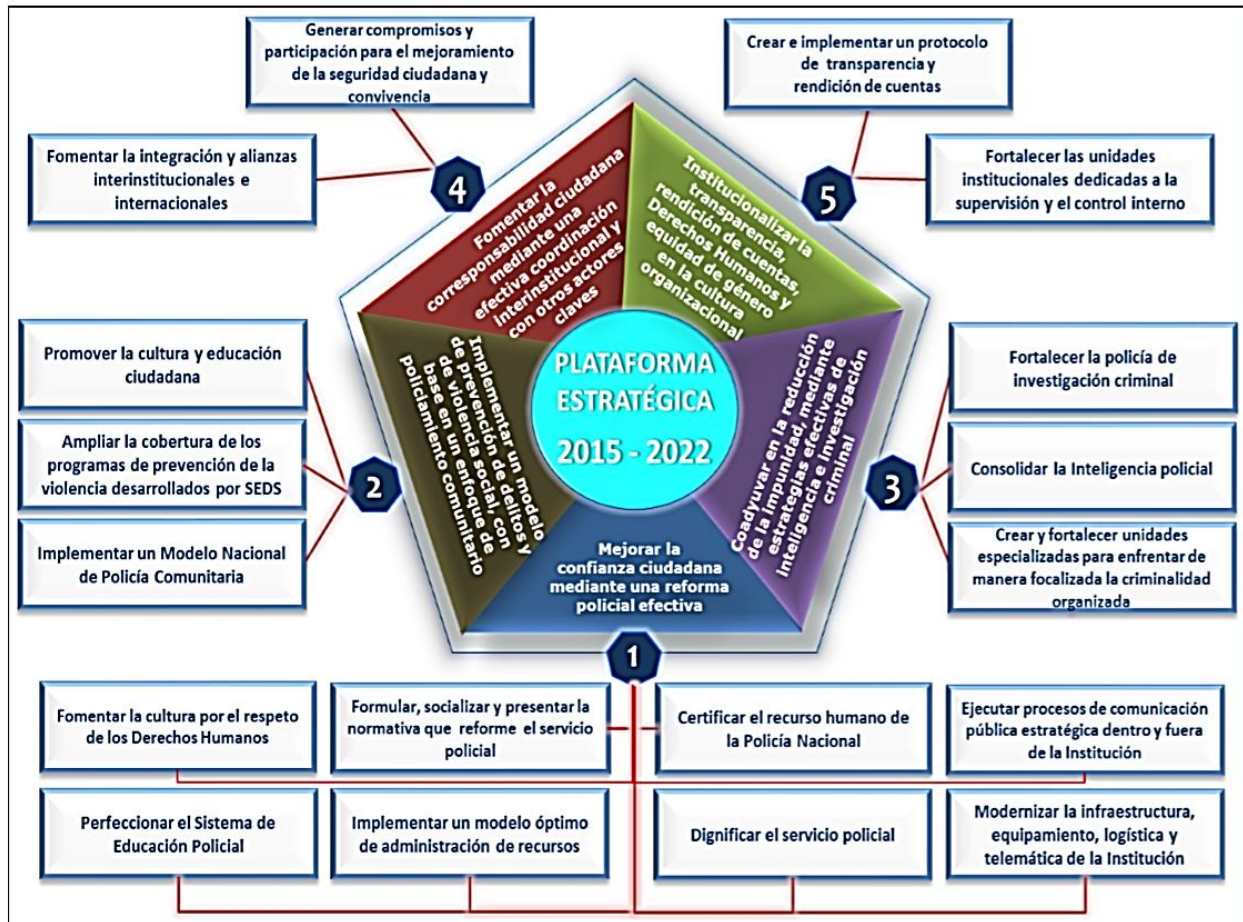 Generar compromisos y
participación para el mejoramiento
de la seguridad ciudadana y
convivencia
Crear e implementar un protocolo
de transparencia y
rendición de cuentas
Fomentar la integración y alianzas
interinstitucionales e
internacionales
4
5
Fortalecer las unidades
institucionales dedicadas a la
supervisión y el control interno
Fomentar la
corresponsabilidad ciudadana
mediante una
efectiva coordinación
interinstitucional y
con otros actores
claves
Institucionalizar la
transparencia,
rendición de cuentas,
Derechos Humanos y
equidad de género
en la cultura
organizacional
Promover la cultura y educación
ciudadana
Ampliar la cobertura de los
programas de prevención de la
violencia desarrollados por SEDS
Implementar un Modelo Nacional
de Policía Comunitaria
2
Implementar un modelo
de prevención de delitos y
de violencia social, con
base en un enfoque de
policiamiento comunitario
PLATAFORMA
ESTRATÉGICA
2015 - 2022
Coadyuvar en la reducción
de la impunidad, mediante
estrategias efectivas de
inteligencia e investigación
criminal
3
Fortalecer la policía de
investigación criminal
Consolidar la Inteligencia policial
Crear y fortalecer unidades
especializadas para enfrentar de
manera focalizada la criminalidad
organizada
Mejorar la
confianza ciudadana
mediante una reforma
policial efectiva
1
Fomentar la cultura por el respeto
de los Derechos Humanos
Formular, socializar y presentar la
normativa que reforme el servicio
policial
Certificar el recurso humano de
la Policía Nacional
Ejecutar procesos de comunicación
pública estratégica dentro y fuera
de la Institución
Perfeccionar el Sistema de
Educación Policial
Implementar un modelo óptimo
de administración de recursos
Dignificar el servicio policial
Modernizar la infraestructura,
equipamiento, logística y
telemática de la Institución